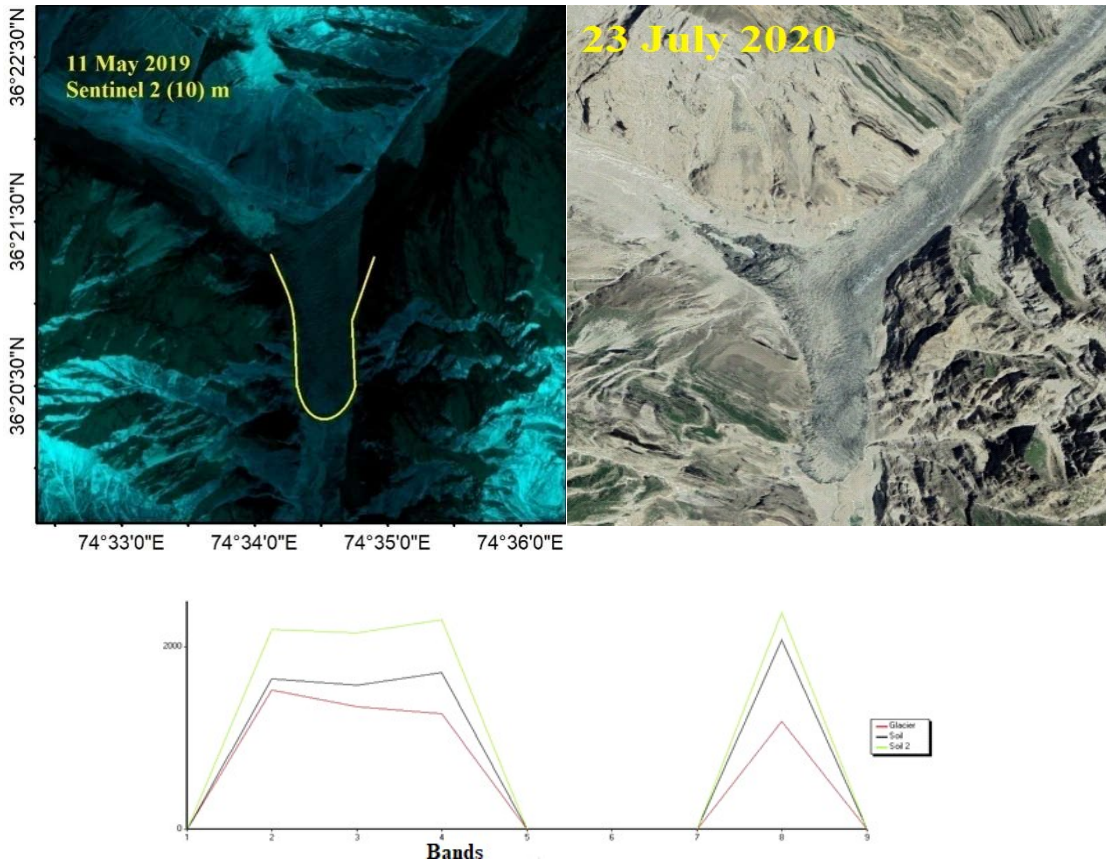 11 May 2019
Sentinel 2 (10) m
23 July 2020
36°22'30"N
36°21'30"N
36°20'30"N
74°33'0"E
74°34'0"E
74°35'0"E
74°36'0"E
2000
0
1
2
3
4
5
6
7
8
9
Bands
Glacier
Soil
Soil 2